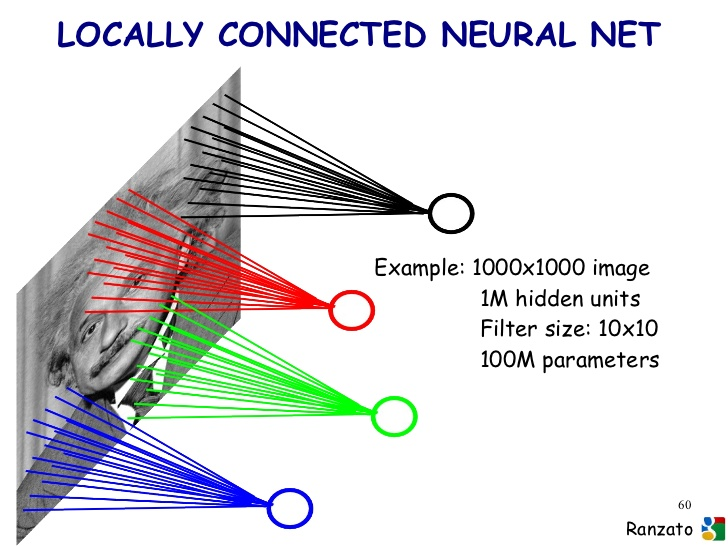 LOCALLY CONNECTED NEURAL NET
Example: 1000x1000 image
1M hidden units
Filter size: 10x10
100M parameters
60
Ranzato